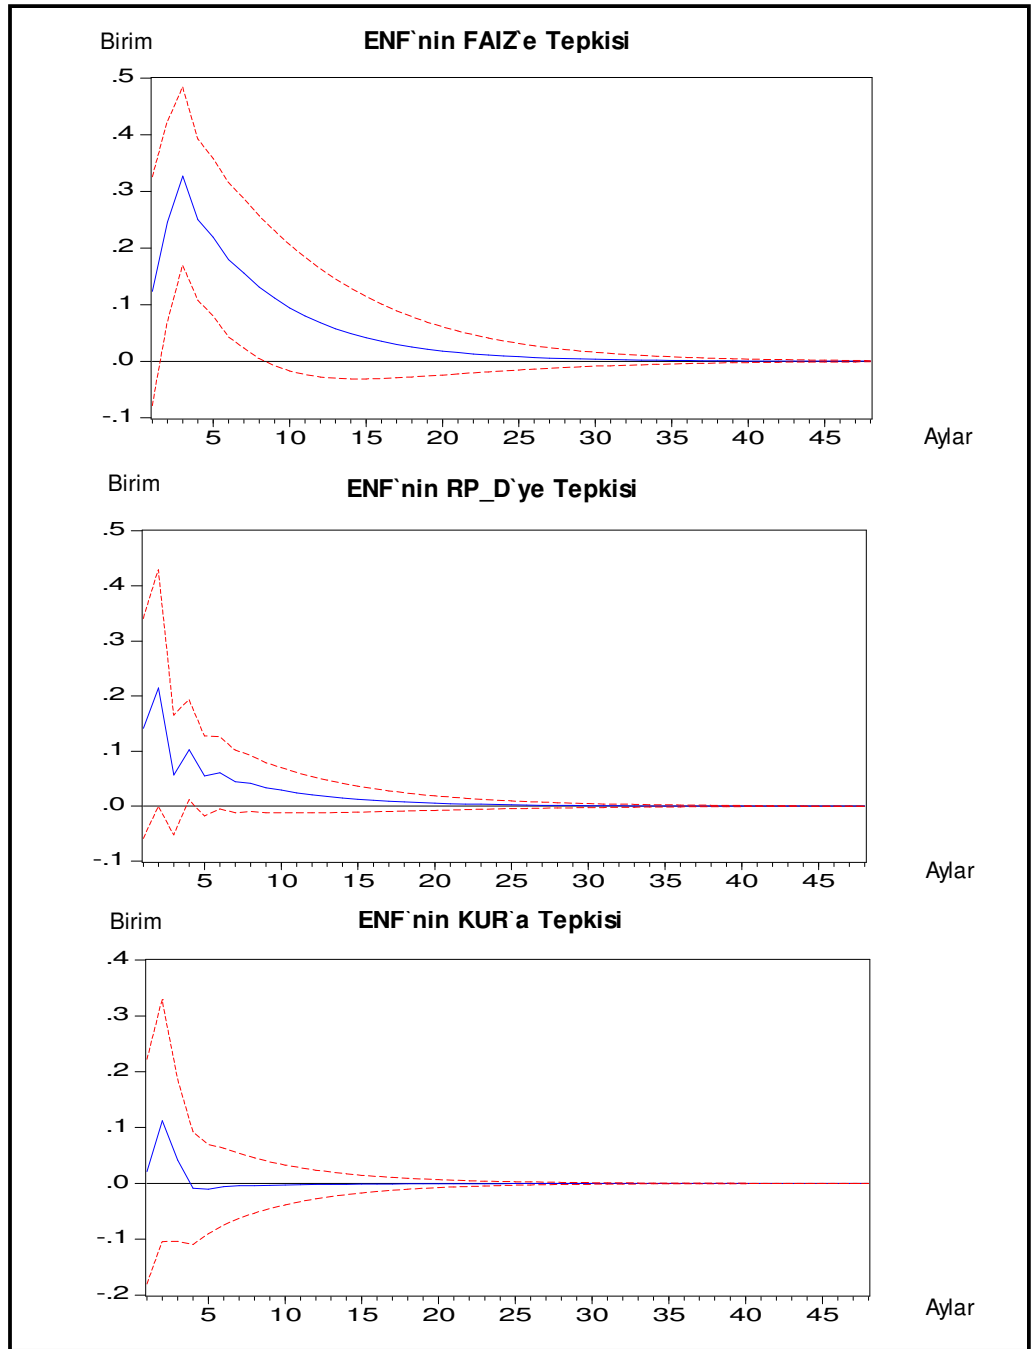 Birim
ENF`nin FAIZ`e Tepkisi
.5
.4
.3
.2
.1
.0
-.1
5 10 15 20 25 30 35 40 45
Aylar
Birim
ENF`nin RP_D`ye Tepkisi
.5
.4
.3
.2
.1
.0
-.1
5 10 15 20 25 30 35 40 45
Aylar
Birim
ENF`nin KUR`a Tepkisi
.4
.3
.2
.1
.0
-.1
-.2
5 10 15 20 25 30 35 40 45
Aylar